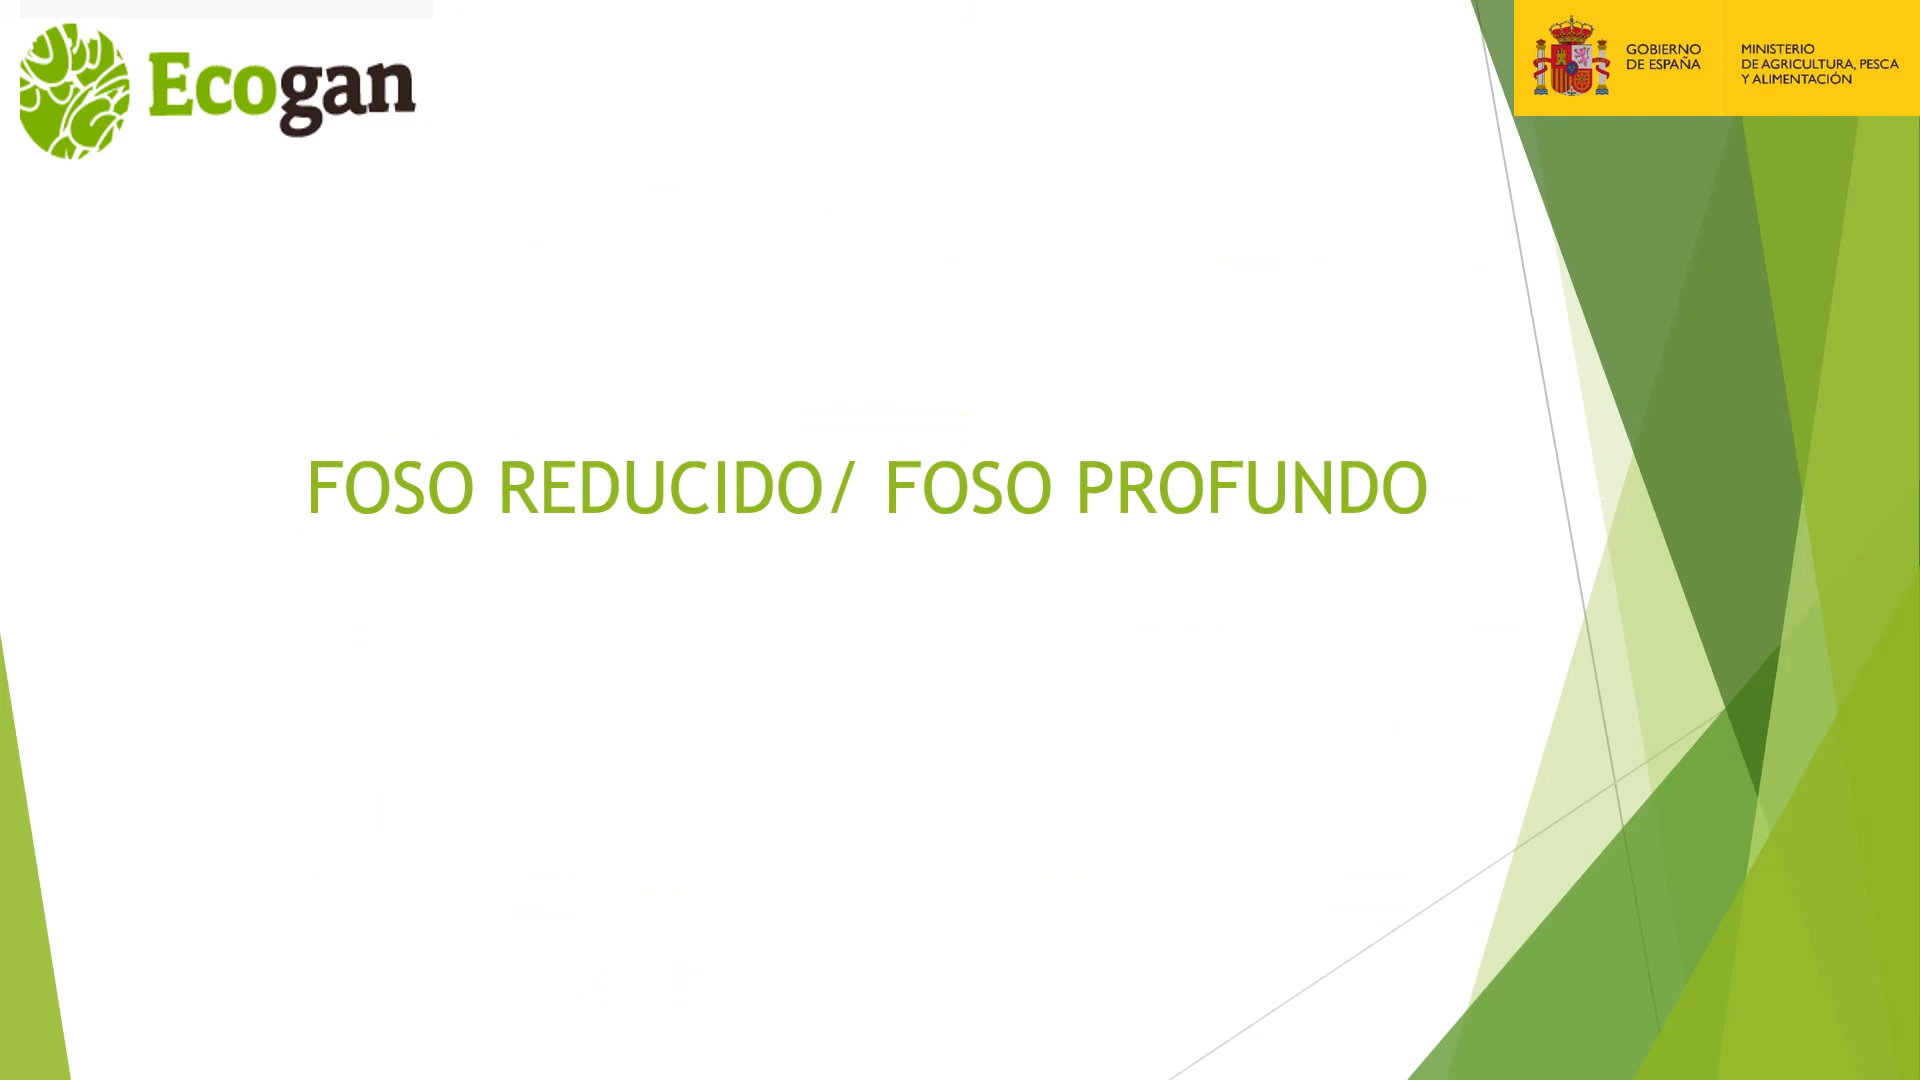 Ecogan
GOBIERNO
DE ESPAÑA
MINISTERIO
DE AGRICULTURA, PESCA
Y ALIMENTACIÓN
FOSO REDUCIDO/ FOSO PROFUNDO